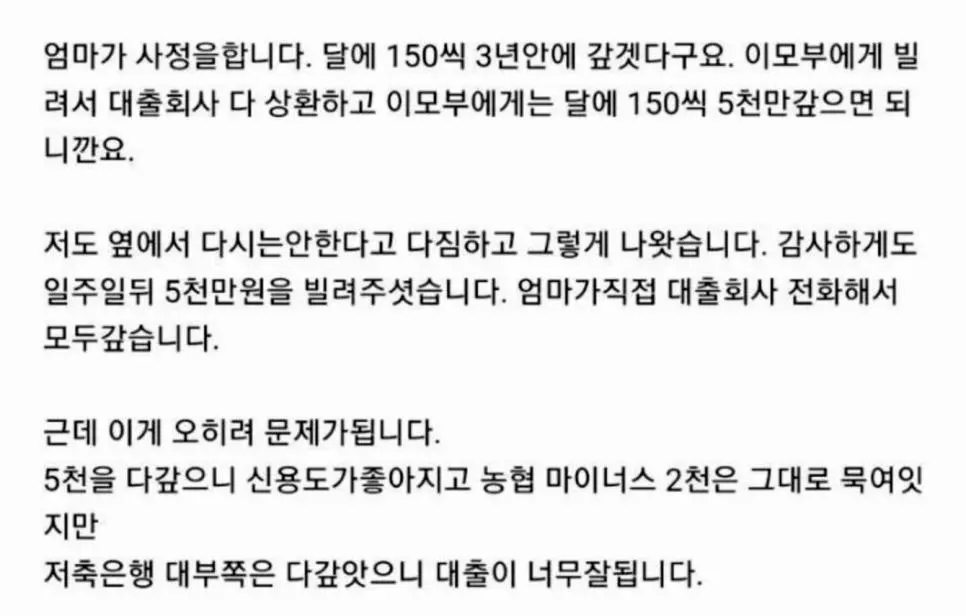 엄마가 사정을합니다. 달에 150씩 3년안에 갚겟다구요. 이모부에게 빌
려서 대출회사 다 상환하고 이모부에게는 달에 150씩 5천만갚으면 되
니깐요.
저도 옆에서 다시는안한다고 다짐하고 그렇게 나왓습니다. 감사하게도
일주일뒤 5천만원을 빌려주셧습니다. 엄마가직접 대출회사 전화해서
모두갚습니다.
근데 이게 오히려 문제가됩니다.
5천을 다갚으니 신용도가좋아지고 농협 마이너스 2천은 그대로 묵여잇
지만
저축은행 대부쪽은 다갚앗으니 대출이 너무잘됩니다.